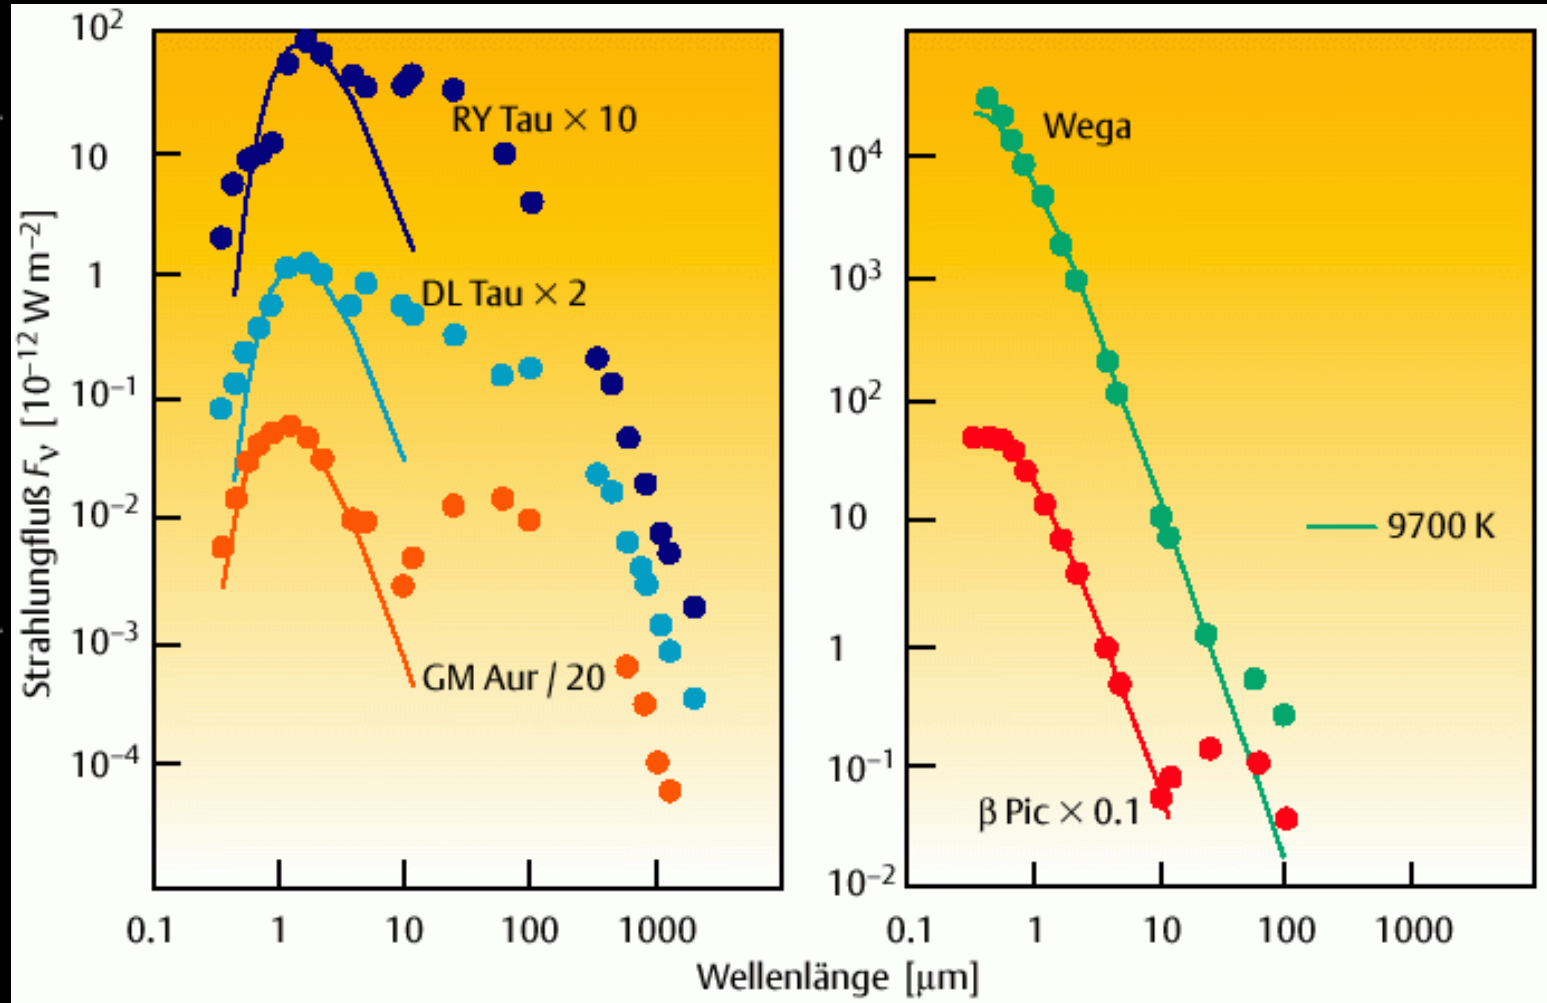 Strahlungfluß Fν [10⁻¹² W m⁻²]
10²
10
1
10⁻¹
10⁻²
10⁻³
10⁻⁴
RY Tau × 10
DL Tau × 2
GM Aur / 20
0.1 1 10 100 1000
10⁴
10³
10²
10
1
10⁻¹
10⁻²
Wega
9700 K
β Pic × 0.1
0.1 1 10 100 1000
Wellenlänge [μm]